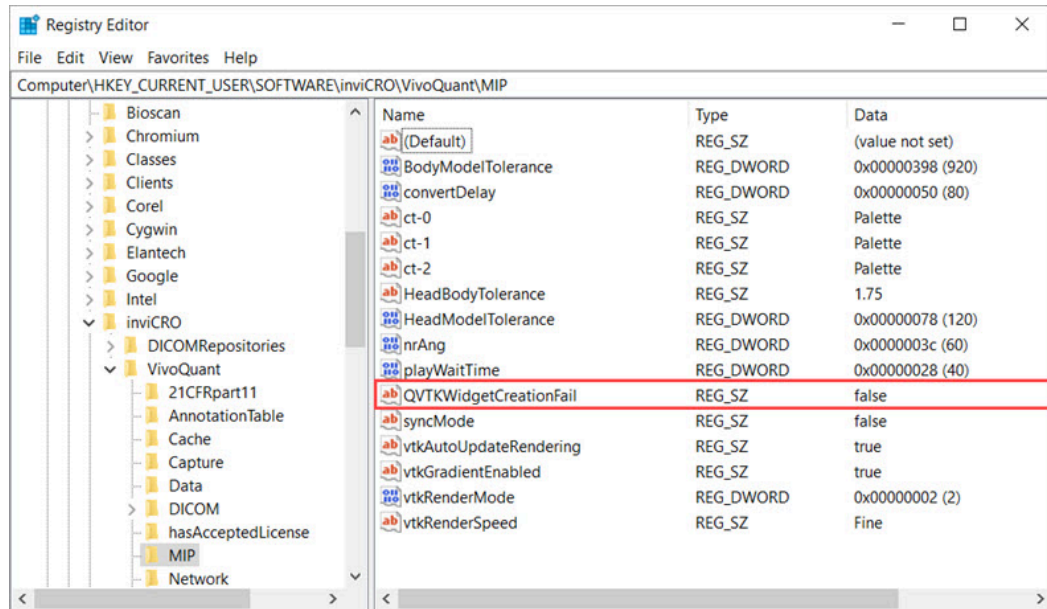 Registry Editor
File Edit View Favorites Help
Computer\HKEY_CURRENT_USER\SOFTWARE\inviCRO\VivoQuant\MIP
Bioscan
Chromium
Classes
Clients
Corel
Cygwin
Elantech
Google
Intel
inviCRO
DICOMRepositories
VivoQuant
21CFRpart11
AnnotationTable
Cache
Capture
Data
DICOM
hasAcceptedLicense
MIP
Network
Name Type Data
(Default) REG_SZ (value not set)
BodyModelTolerance REG_DWORD 0x00000398 (920)
convertDelay REG_DWORD 0x00000050 (80)
ct-0 REG_SZ Palette
ct-1 REG_SZ Palette
ct-2 REG_SZ Palette
HeadBodyTolerance REG_SZ 1.75
HeadModelTolerance REG_DWORD 0x00000078 (120)
nrAng REG_DWORD 0x0000003c (60)
playWaitTime REG_DWORD 0x00000028 (40)
QVTKWidgetCreationFail REG_SZ false
syncMode REG_SZ false
vtkAutoUpdateRendering REG_SZ true
vtkGradientEnabled REG_SZ true
vtkRenderMode REG_DWORD 0x00000002 (2)
vtkRenderSpeed REG_SZ Fine